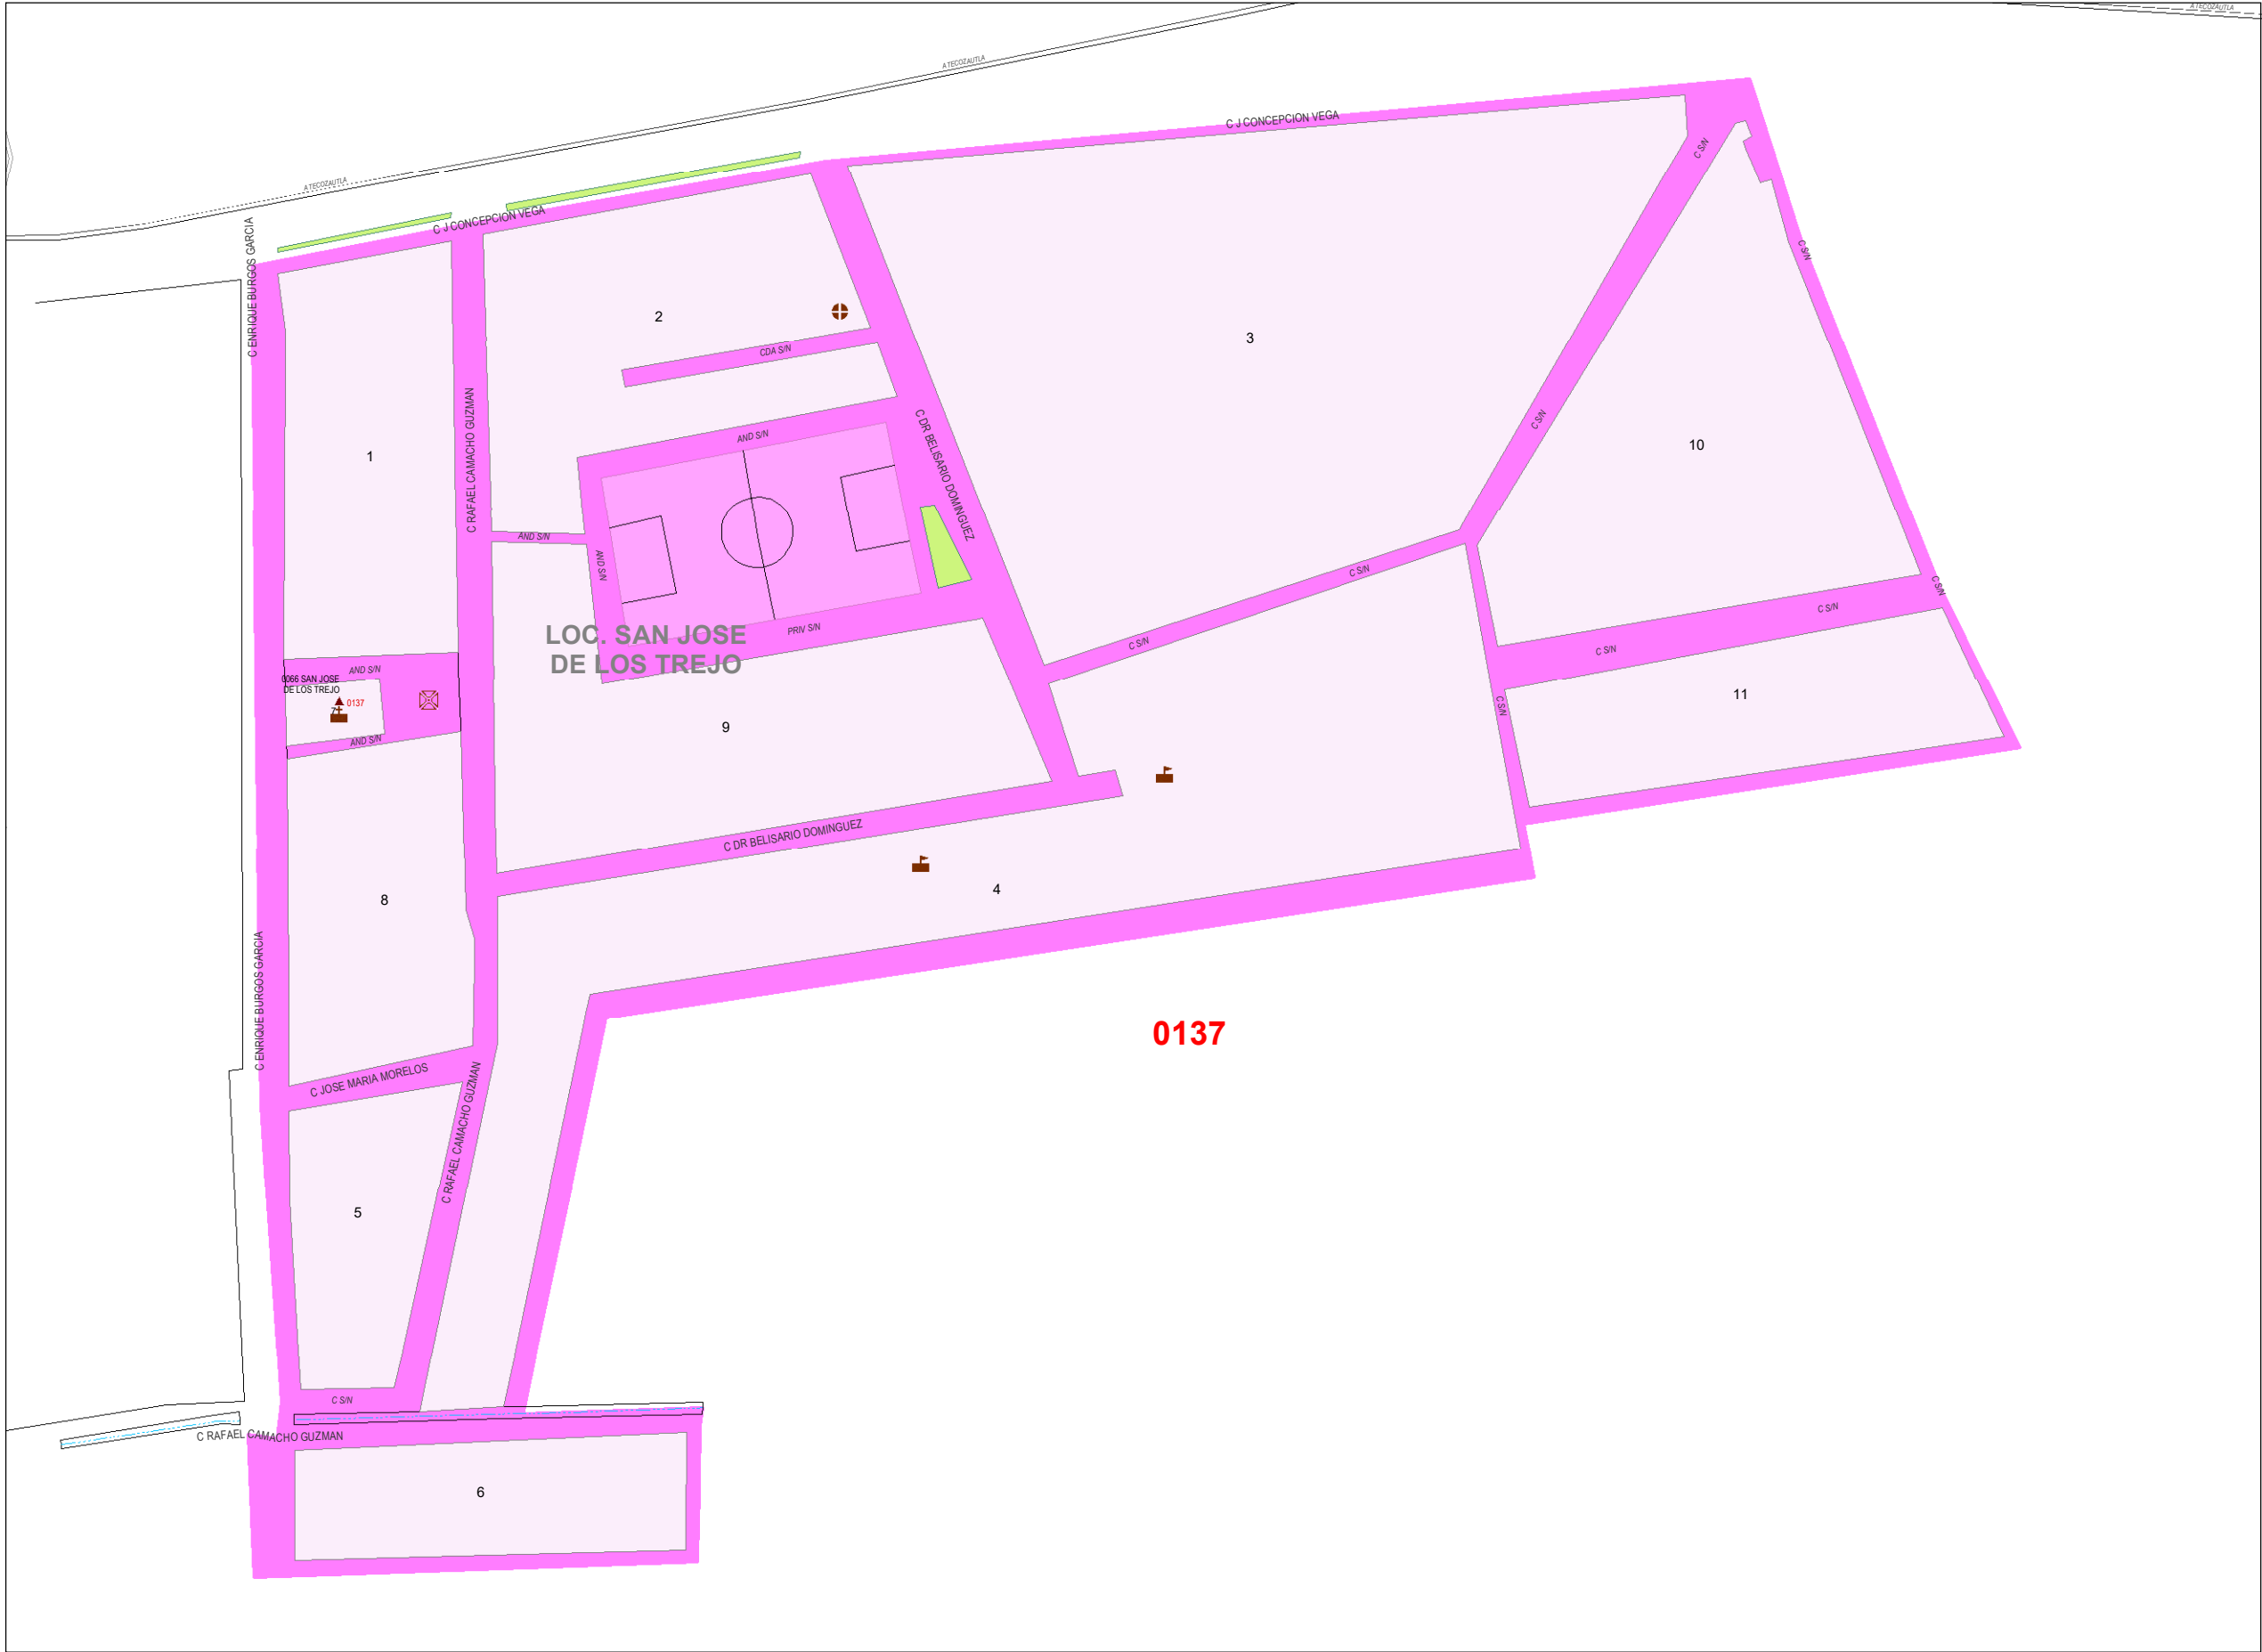 A TECOZAUTLA
A TECOZAUTLA
A TECOZAUTLA
C J CONCEPCION VEGA
C S/N
C J CONCEPCION VEGA
C ENRIQUE BURGOS GARCIA
C S/N
2
3
CDA S/N
C RAFAEL CAMACHO GUZMAN
C DR BELISARIO DOMINGUEZ
C S/N
AND S/N
10
1
AND S/N
AND S/N
C S/N
C S/N
C S/N
PRIV S/N
LOC. SAN JOSE
DE LOS TREJO
C S/N
C S/N
AND S/N
0066 SAN JOSE
DE LOS TREJO
0137
7
C S/N
11
9
AND S/N
C DR BELISARIO DOMINGUEZ
4
8
C ENRIQUE BURGOS GARCIA
0137
C JOSE MARIA MORELOS
C RAFAEL CAMACHO GUZMAN
5
C S/N
C RAFAEL CAMACHO GUZMAN
6